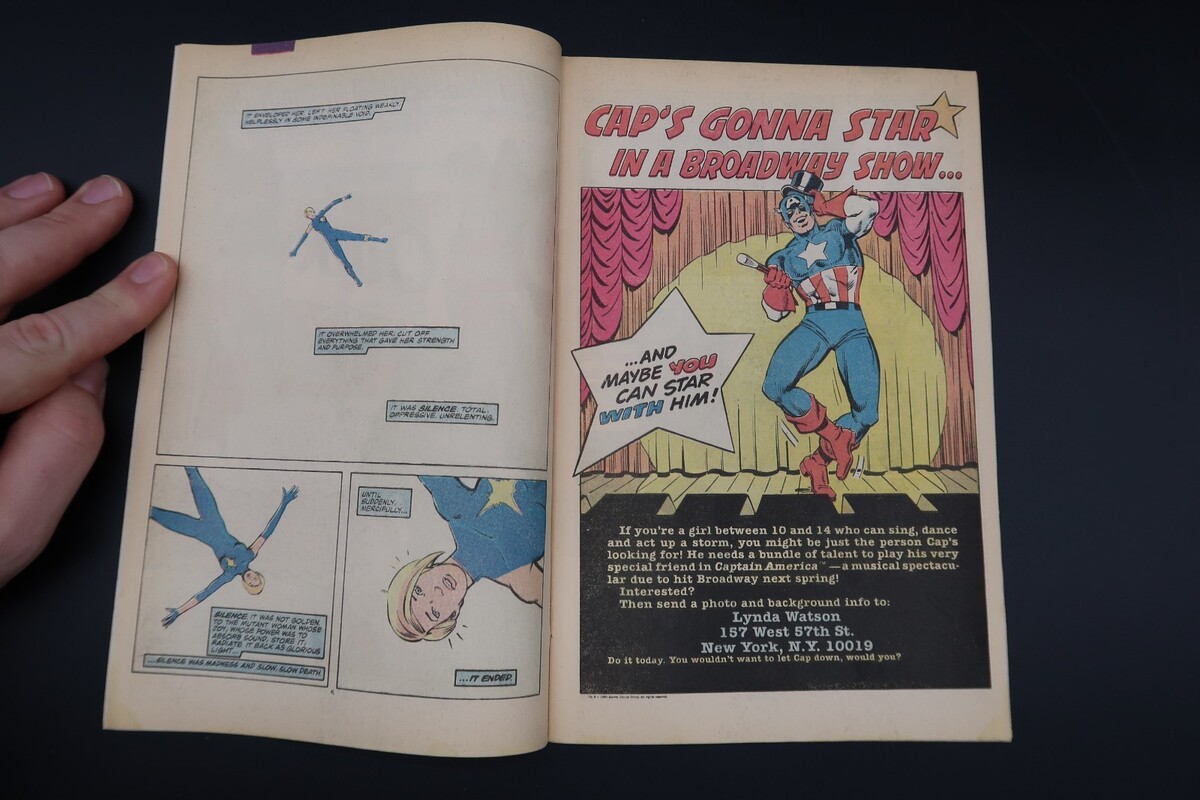 IT ENVELOPED HER, LEFT HER FLOATING WEAKLY,
HELPLESSLY IN SOME INDEFINABLE VOID.
IT OVERWHELMED HER, CUT OFF
EVERYTHING THAT GAVE HER STRENGTH
AND PURPOSE.
IT WAS SILENCE. TOTAL.
OPPRESSIVE. UNRELENTING.
SILENCE. IT WAS NOT GOLDEN
TO THE MUTANT WOMAN WHOSE
JOY, WHOSE POWER WAS TO
ABSORB SOUND, STORE IT,
RADIATE IT BACK AS GLORIOUS
LIGHT...
...SILENCE WAS MADNESS AND SLOW, SLOW DEATH.
UNTIL
SUDDENLY,
MERCIFULLY...
...IT ENDED.
CAP'S GONNA STAR
IN A BROADWAY SHOW...
...AND
MAYBE YOU
CAN STAR
WITH HIM!
If you're a girl between 10 and 14 who can sing, dance
and act up a storm, you might be just the person Cap's
looking for! He needs a bundle of talent to play his very
special friend in Captain America™—a musical spectacu-
lar due to hit Broadway next spring!
Interested?
Then send a photo and background info to:
Lynda Watson
157 West 57th St.
New York, N.Y. 10019
Do it today. You wouldn't want to let Cap down, would you?